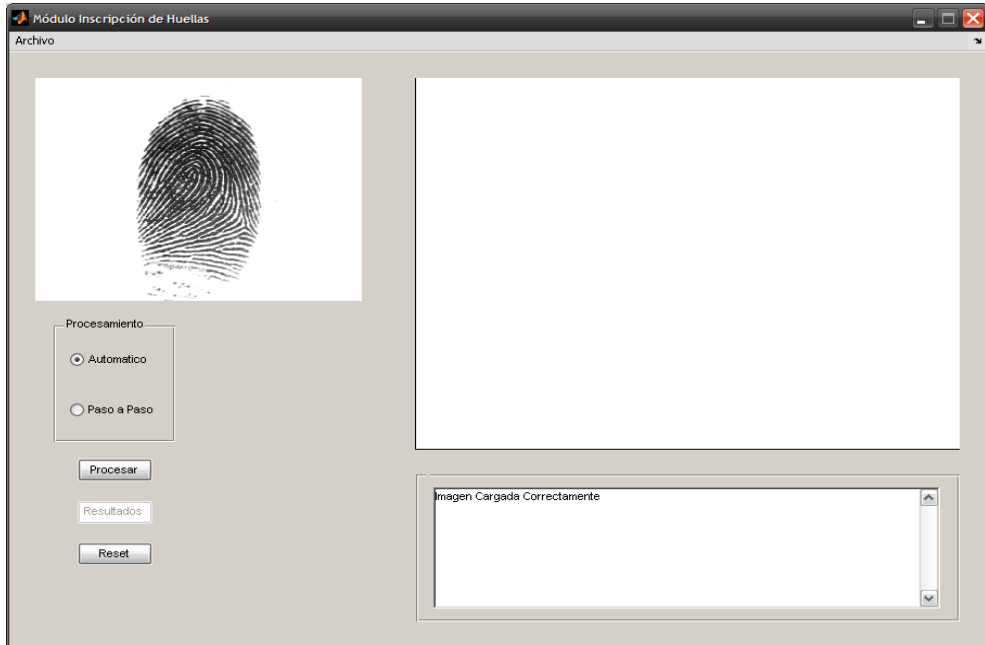 Módulo Inscripción de Huellas
Archivo
Procesamiento
Automatico
Paso a Paso
Procesar
Resultados
Reset
Imagen Cargada Correctamente